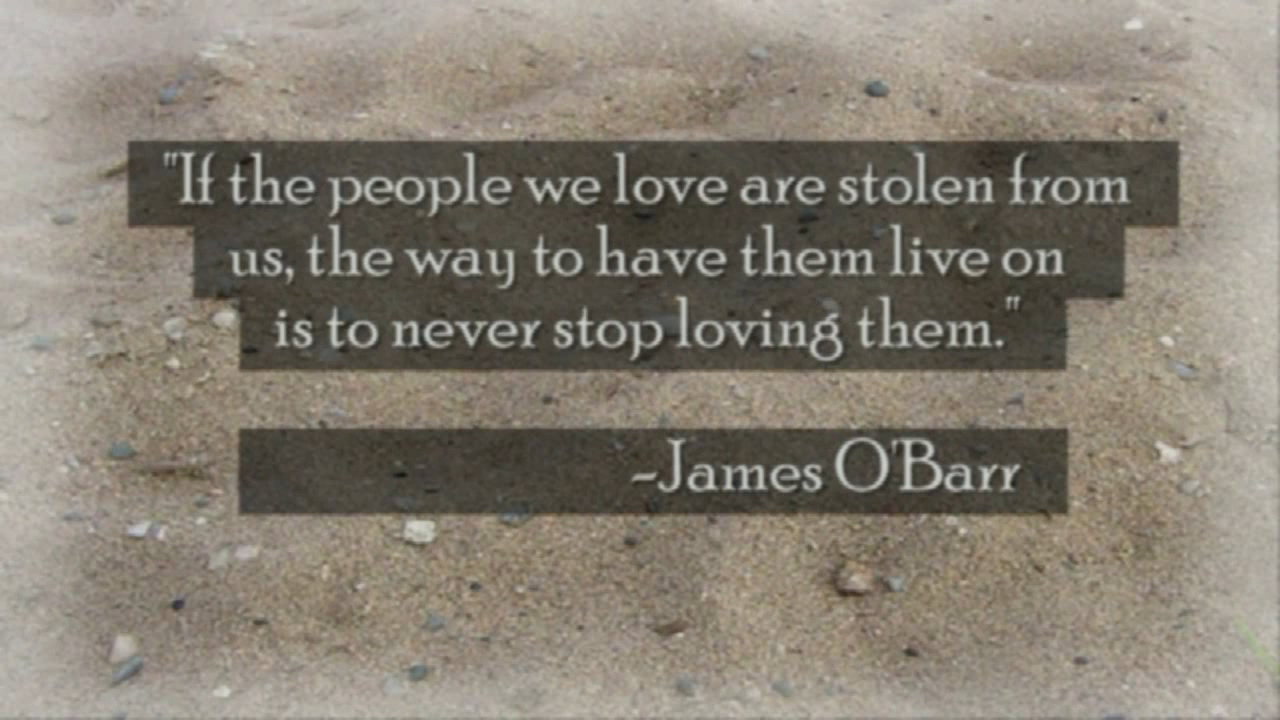 "If the people we love are stolen from
us, the way to have them live on
is to never stop loving them."
-James O'Barr